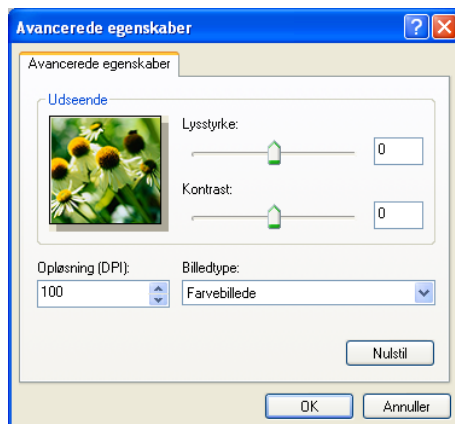 Avancerede egenskaber
Avancerede egenskaber
Udseende
Lysstyrke:
0
Kontrast:
0
Opløsning (DPI):
Billedtype:
100
Farvebillede
Nulstil
OK
Annuller